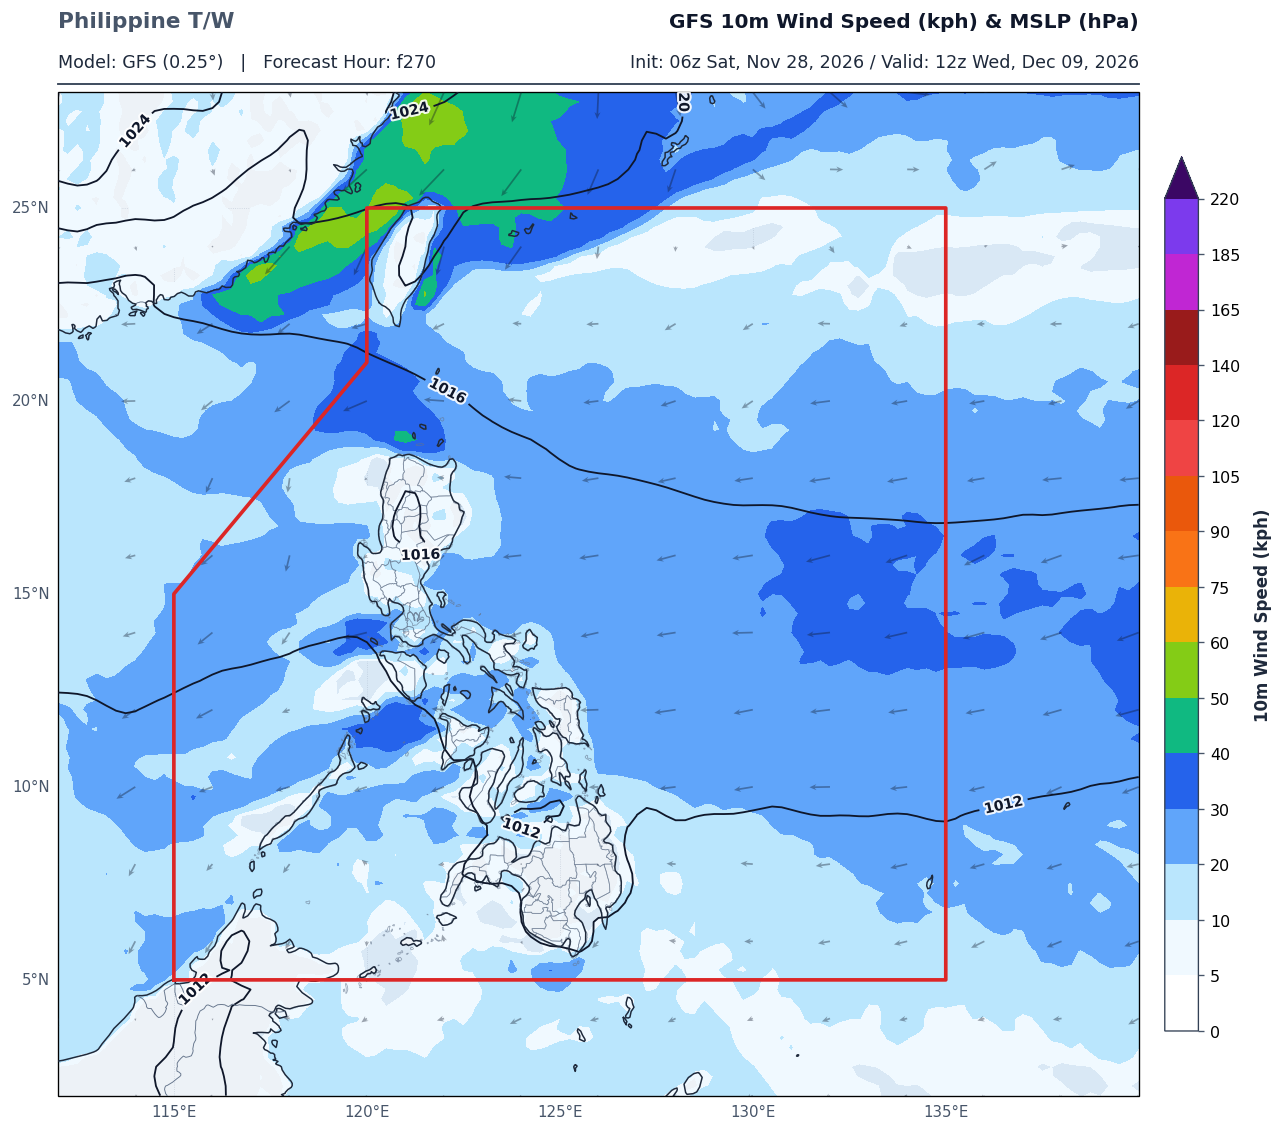 Philippine T/W
GFS 10m Wind Speed (kph) & MSLP (hPa)
Model: GFS (0.25°)   |   Forecast Hour: f270
Init: 06z Sat, Nov 28, 2026 / Valid: 12z Wed, Dec 09, 2026
1024
1024
20
1016
1016
1012
1012
1012
25°N
20°N
15°N
10°N
5°N
115°E
120°E
125°E
130°E
135°E
220
185
165
140
120
105
90
75
60
50
40
30
20
10
5
0
10m Wind Speed (kph)